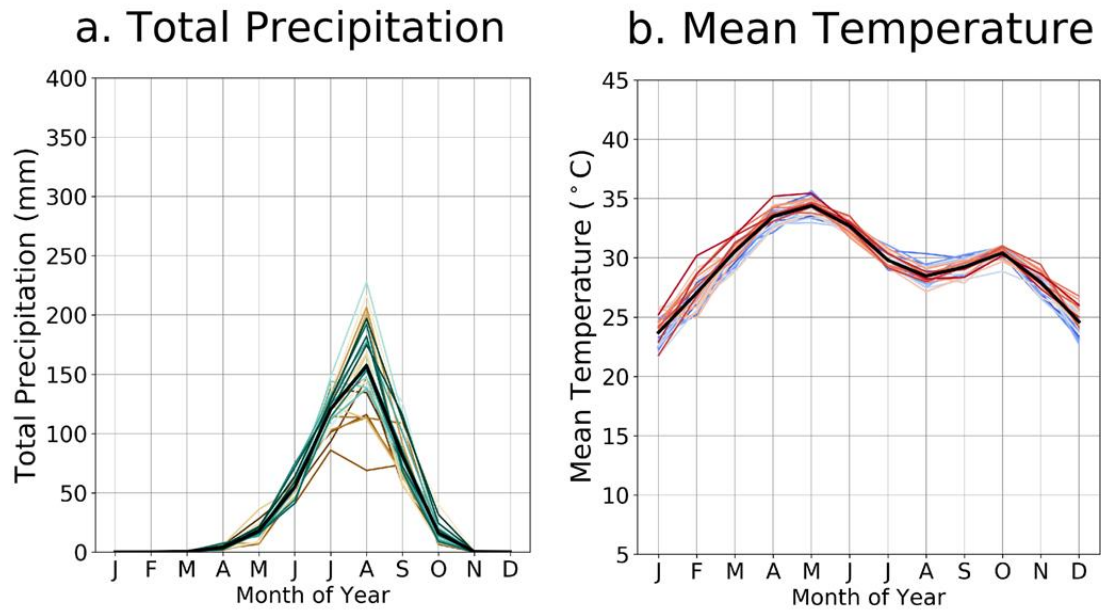 a. Total Precipitation
400
350
300
250
200
150
100
50
0
Total Precipitation (mm)
J F M A M J J A S O N D
Month of Year
b. Mean Temperature
45
40
35
30
25
20
15
10
5
Mean Temperature (°C)
J F M A M J J A S O N D
Month of Year